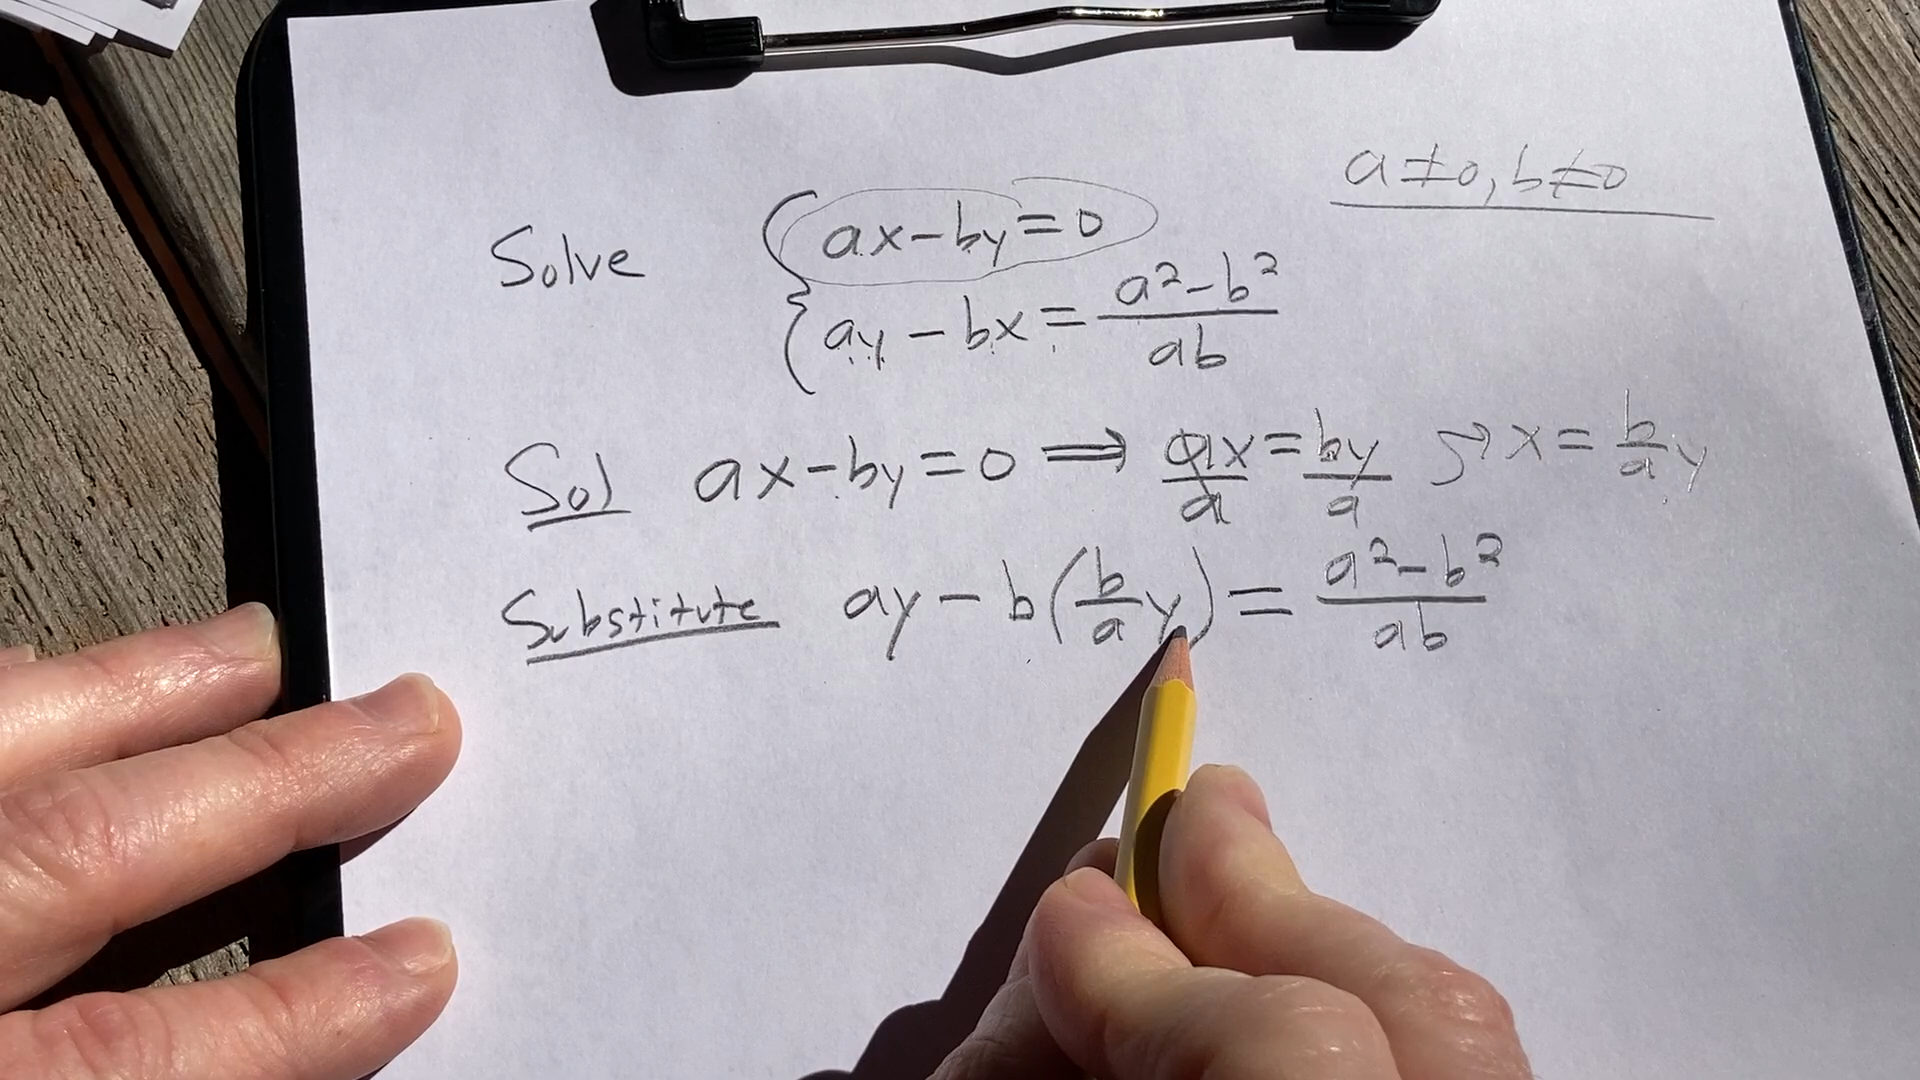 a≠0, b≠0
Solve { ax-by=0
ay-bx= (a²-b²)/(ab)
Sol ax-by=0 ⟹ ax/a = by/a → x= b/a y
Substitute ay-b(b/a y)= (a²-b²)/(ab)